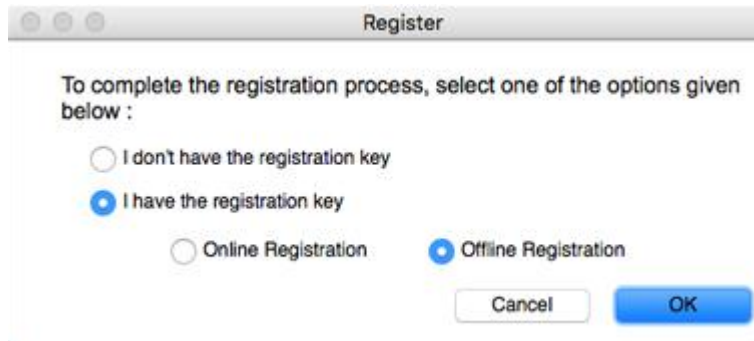 Register
To complete the registration process, select one of the options given
below :
I don't have the registration key
I have the registration key
Online Registration Offline Registration
Cancel OK